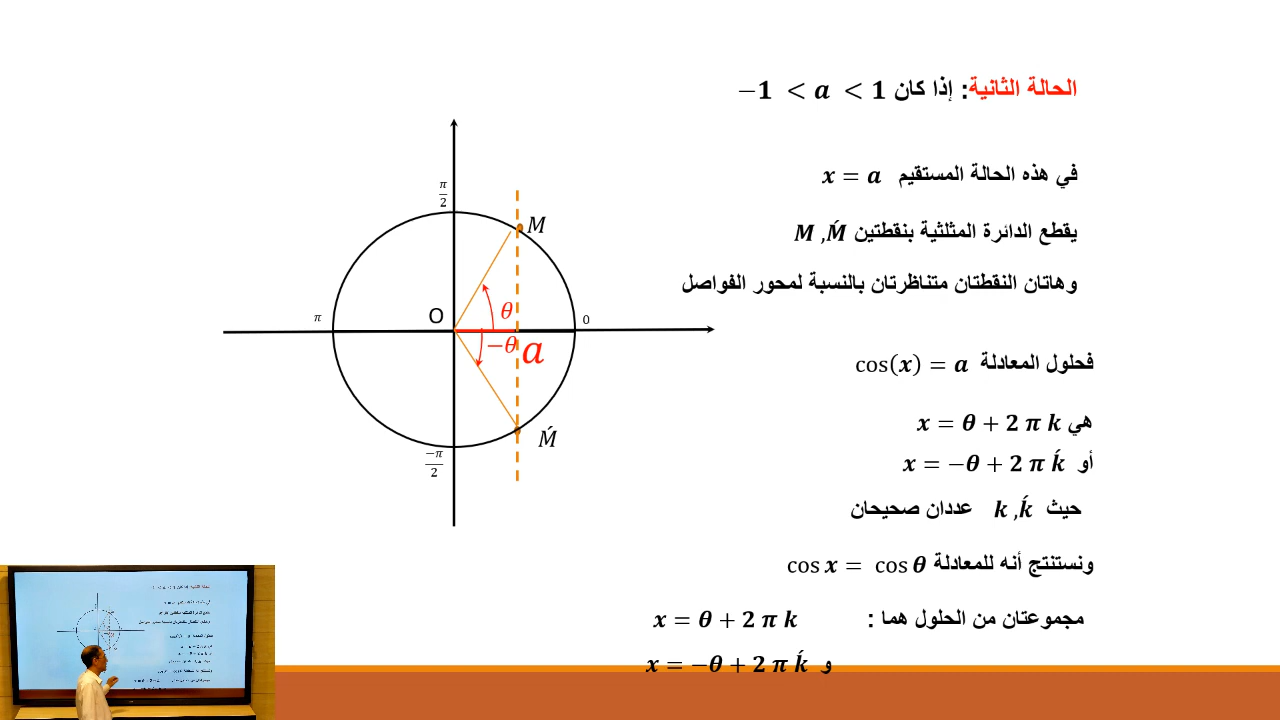 الحالة الثانية: إذا كان −1 < a < 1
في هذه الحالة المستقيم x = a
يقطع الدائرة المثلثية بنقطتين M, Ḿ
وهاتان النقطتان متناظرتان بالنسبة لمحور الفواصل
فحلول المعادلة cos(x) = a
هي x = θ + 2 π k
أو x = −θ + 2 π ḱ
حيث k, ḱ عددان صحيحان
ونستنتج أنه للمعادلة cos x = cos θ
مجموعتان من الحلول هما : x = θ + 2 π k
و x = −θ + 2 π ḱ
π/2
M
θ
O
π
0
−θ
a
Ḿ
−π/2